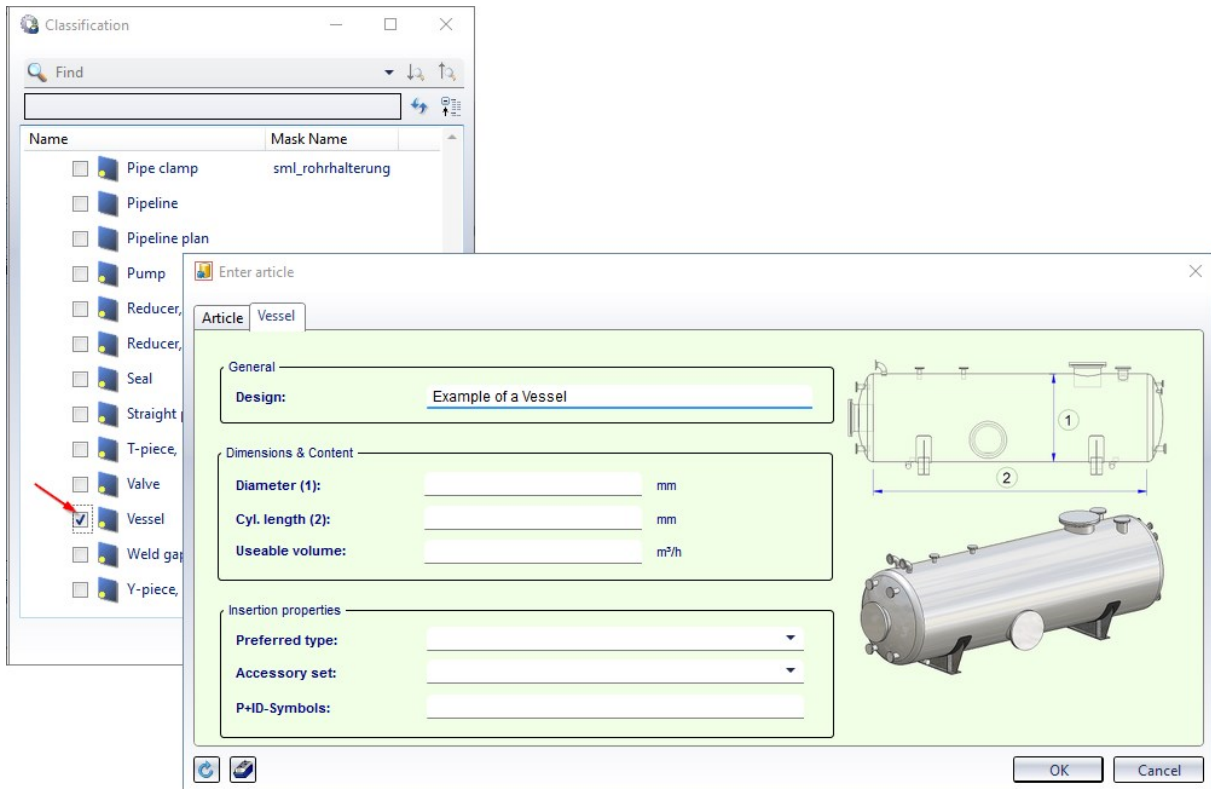 Classification
Find
Name Mask Name
Pipe clamp sml_rohrhalterung
Pipeline
Pipeline plan
Pump
Reducer,
Reducer,
Seal
Straight
T-piece,
Valve
Vessel
Weld gap
Y-piece,
Enter article
Article Vessel
General
Design: Example of a Vessel
Dimensions & Content
Diameter (1): mm
Cyl. length (2): mm
Useable volume: m³/h
Insertion properties
Preferred type:
Accessory set:
P+ID-Symbols:
1
2
OK Cancel